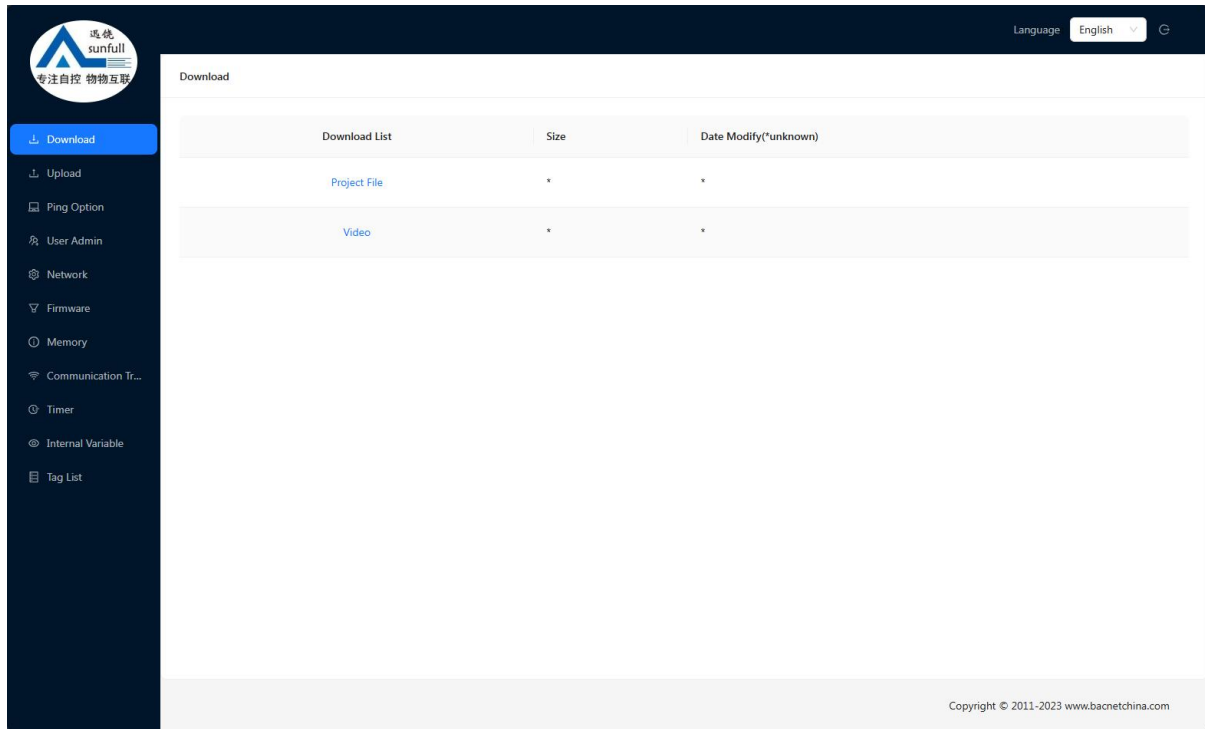 迅饶
sunfull
专注自控 物物互联
Language English
Download
Download
Upload
Ping Option
User Admin
Network
Firmware
Memory
Communication Tr...
Timer
Internal Variable
Tag List
Download List Size Date Modify(*unknown)
Project File * *
Video * *
Copyright © 2011-2023 www.bacnetchina.com